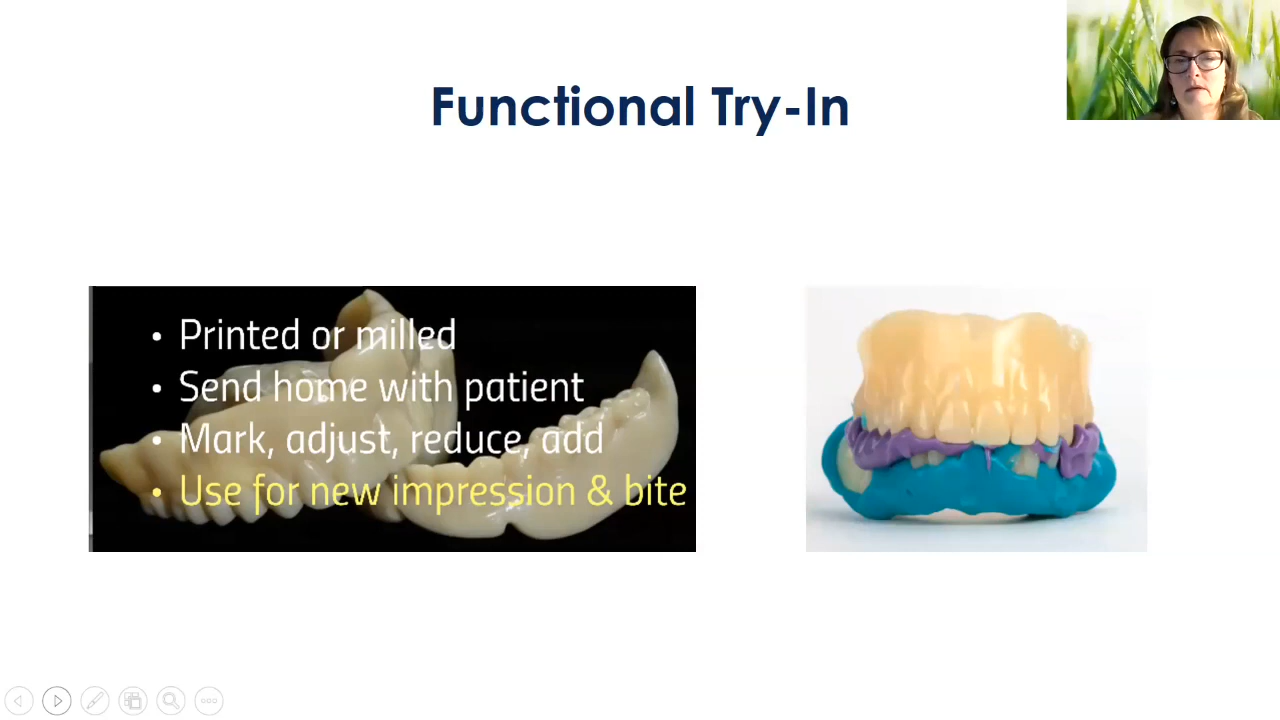 Functional Try-In
• Printed or milled
• Send home with patient
• Mark, adjust, reduce, add
• Use for new impression & bite